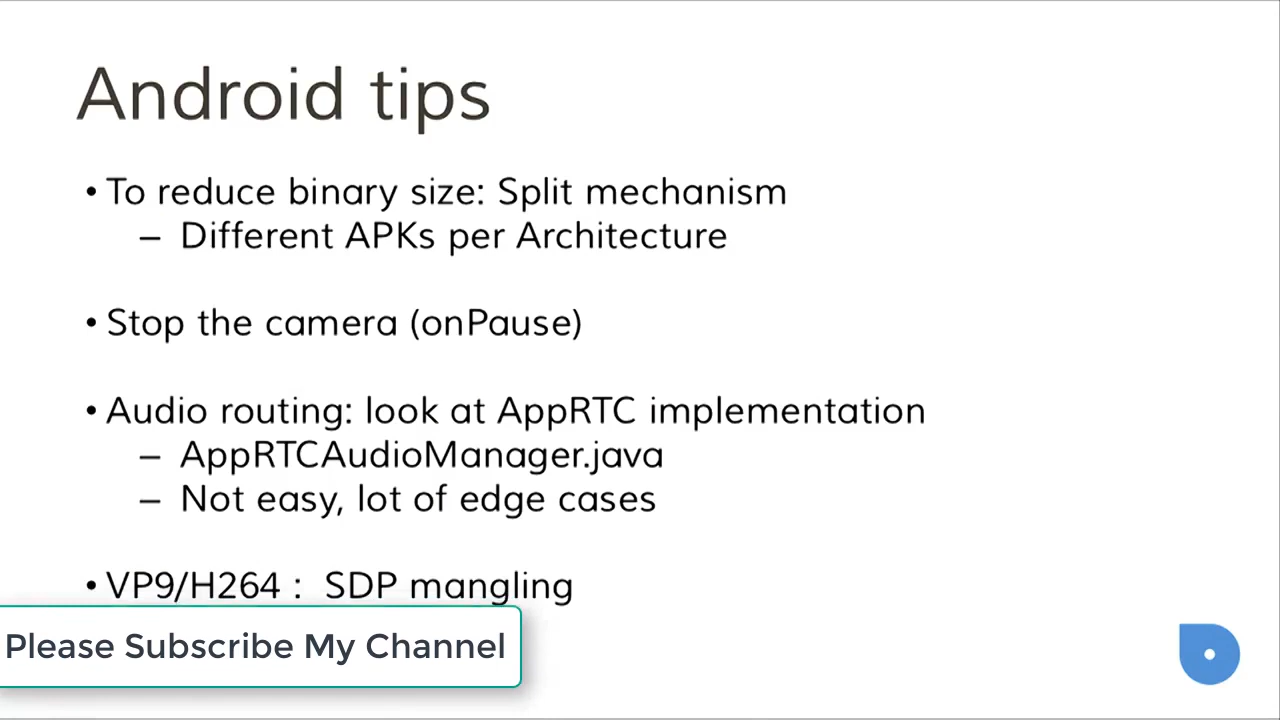 Android tips
• To reduce binary size: Split mechanism
– Different APKs per Architecture
• Stop the camera (onPause)
• Audio routing: look at AppRTC implementation
– AppRTCAudioManager.java
– Not easy, lot of edge cases
• VP9/H264 : SDP mangling
Please Subscribe My Channel